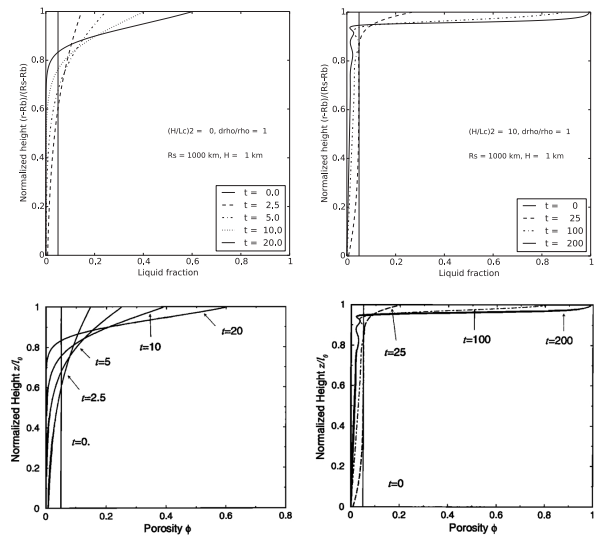 Normalized height (r–Rb)/(Rs–Rb)
1
0.8
0.6
0.4
0.2
0
(H/Lc)2 = 0, drho/rho = 1
Rs = 1000 km, H = 1 km
t = 0.0
t = 2,5
t = 5.0
t = 10,0
t = 20.0
0 0.2 0.4 0.6 0.8 1
Liquid fraction
Normalized height (r–Rb)/(Rs–Rb)
1
0.8
0.6
0.4
0.2
0
(H/Lc)2 = 10, drho/rho = 1
Rs = 1000 km, H = 1 km
t = 0
t = 25
t = 100
t = 200
0 0.2 0.4 0.6 0.8 1
Liquid fraction
Normalized Height z/l₀
1
0.8
0.6
0.4
0.2
0
t=20
t=10
t=5
t=2.5
t=0.
0 0.2 0.4 0.6 0.8
Porosity ϕ
Normalized Height z/l₀
1
0.8
0.6
0.4
0.2
0
t=25
t=100
t=200
t=0
0 0.2 0.4 0.6 0.8 1
Porosity ϕ